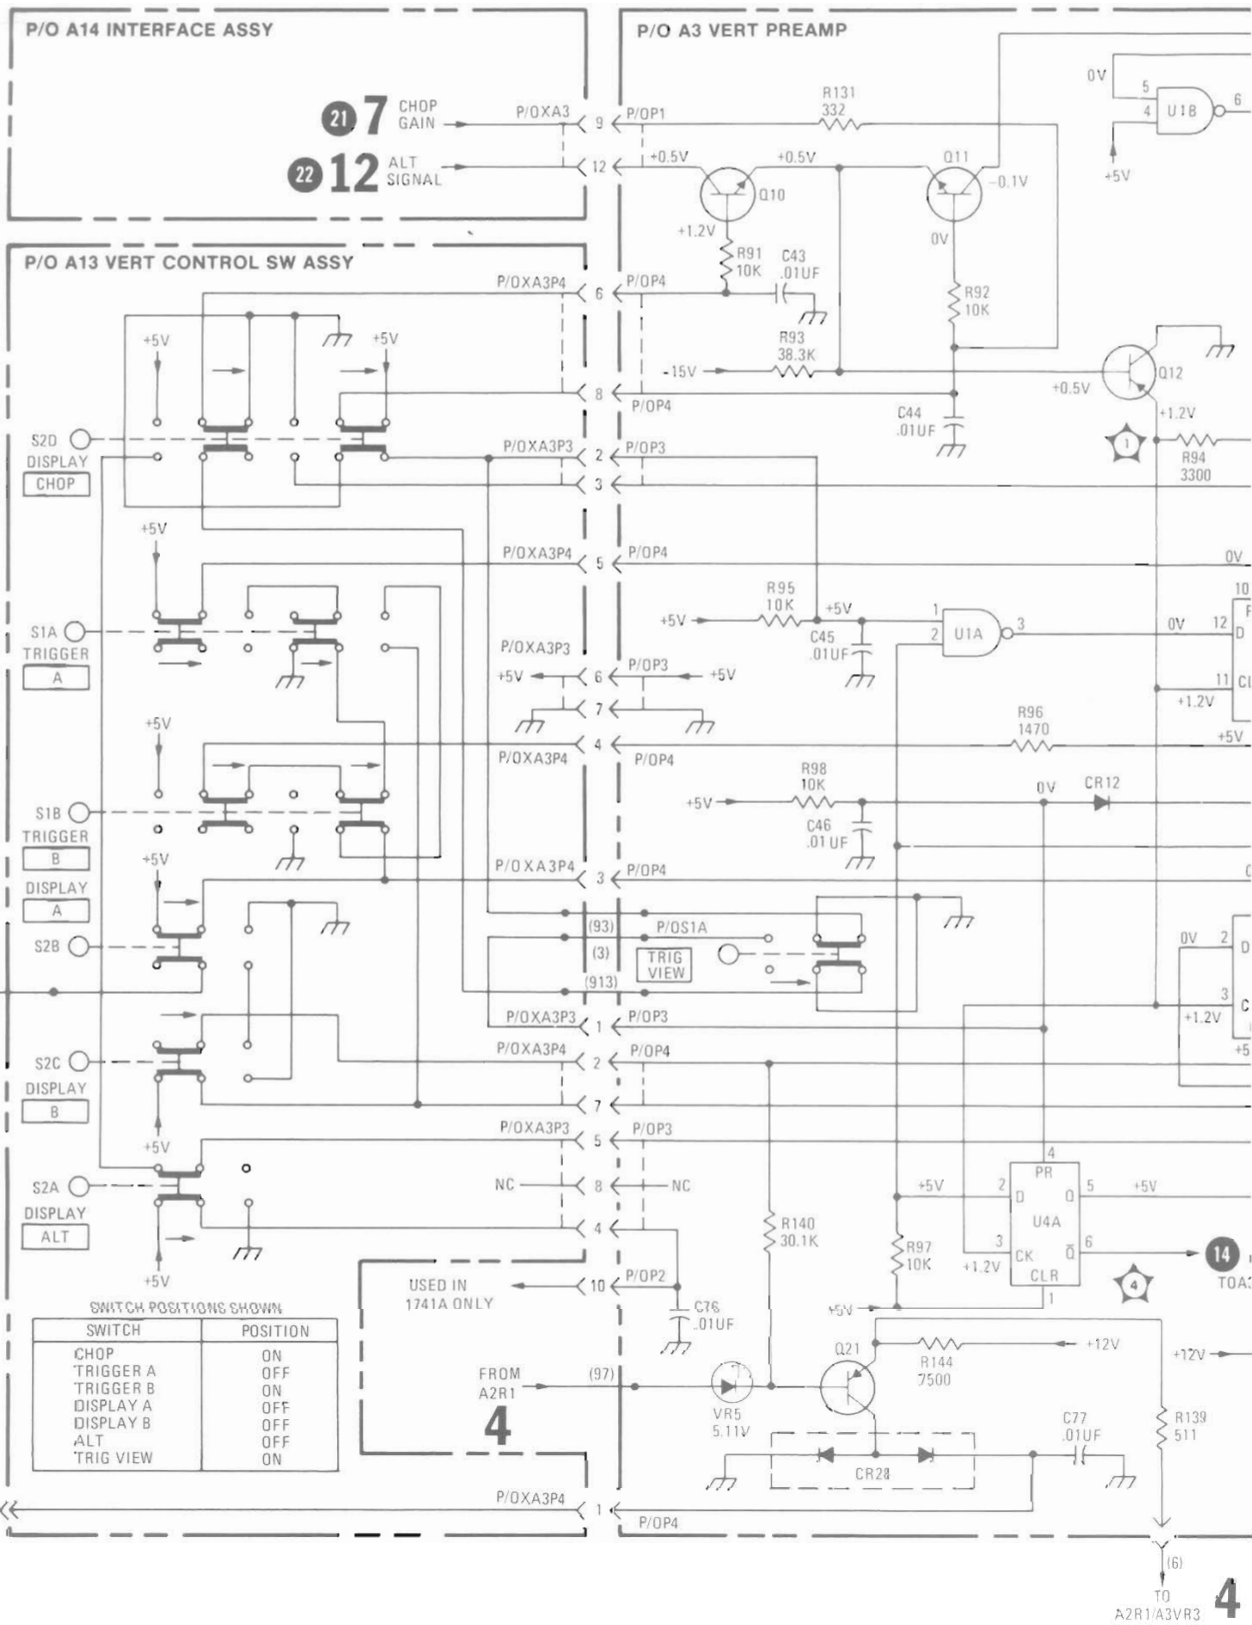 P/O A14 INTERFACE ASSY
21 7 CHOP GAIN
P/OXA3
9
22 12 ALT SIGNAL
12
P/O A3 VERT PREAMP
P/OP1
R131
332
+0.5V
+0.5V
Q10
+1.2V
R91
10K
C43
.01UF
Q11
-0.1V
0V
R92
10K
0V
5
4
U1B
6
+5V
P/O A13 VERT CONTROL SW ASSY
P/OXA3P4
6
P/OP4
R93
38.3K
-15V
8
P/OP4
C44
.01UF
+0.5V
Q12
+1.2V
1
R94
3300
+5V
+5V
S2D
DISPLAY
CHOP
P/OXA3P3
2
P/OP3
3
+5V
P/OXA3P4
5
P/OP4
0V
S1A
TRIGGER
A
R95
10K
+5V
+5V
C45
.01UF
1
2
U1A
3
0V
10
12
D
11
+1.2V
P/OXA3P3
+5V
6
P/OP3
+5V
7
+5V
4
P/OXA3P4
P/OP4
R96
1470
+5V
S1B
TRIGGER
B
R98
10K
+5V
C46
.01UF
0V
CR12
+5V
DISPLAY
A
S2B
P/OXA3P4
3
P/OP4
(93)
(3)
(913)
P/OS1A
TRIG
VIEW
0V
2
D
3
C
+1.2V
+5
P/OXA3P3
1
P/OP3
P/OXA3P4
2
P/OP4
7
S2C
DISPLAY
B
+5V
P/OXA3P3
5
P/OP3
S2A
DISPLAY
ALT
+5V
NC
8
NC
4
R140
30.1K
+5V
2
D
4
PR
Q
5
+5V
U4A
3
CK
+1.2V
Q
6
CLR
1
R97
10K
+5V
14
TOA3
4
USED IN
1741A ONLY
10
P/OP2
C76
.01UF
SWITCH POSITIONS SHOWN
SWITCH POSITION
CHOP ON
TRIGGER A OFF
TRIGGER B ON
DISPLAY A OFF
DISPLAY B OFF
ALT OFF
TRIG VIEW ON
FROM
A2R1
4
(97)
VR5
5.11V
Q21
R144
7500
+12V
+12V
CR28
C77
.01UF
R139
511
P/OXA3P4
1
P/OP4
(6)
TO
A2R1/A3VR3
4